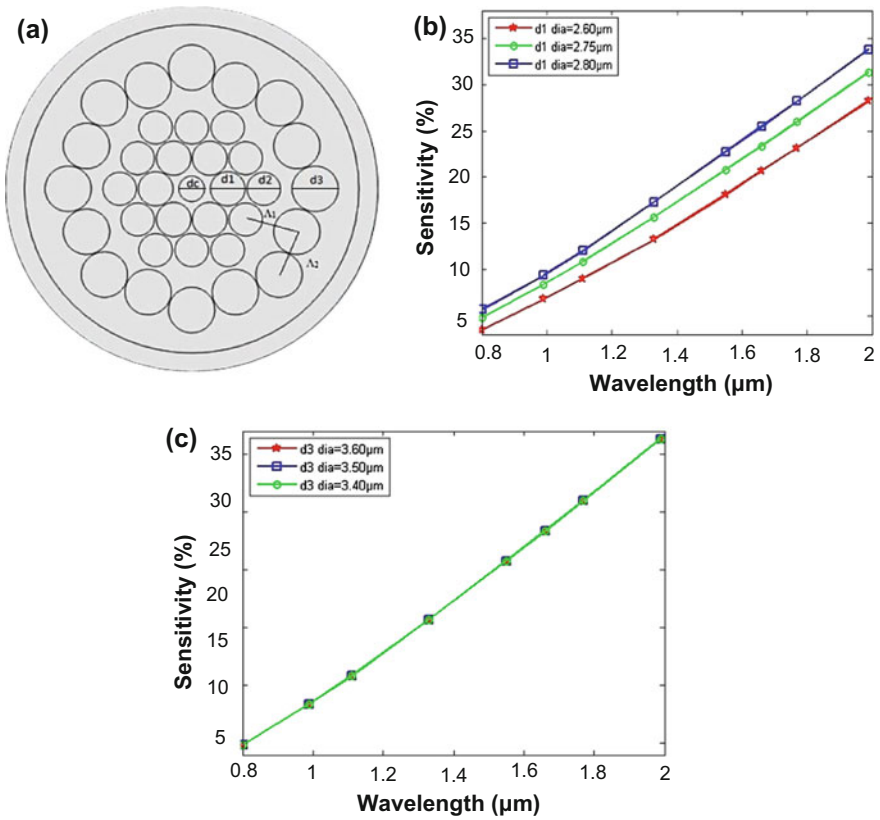 (a)
dc
d1
d2
d3
Λ1
Λ2
(b)
d1 dia=2.60μm
d1 dia=2.75μm
d1 dia=2.80μm
Sensitivity (%)
35
30
25
20
15
10
5
0.8 1 1.2 1.4 1.6 1.8 2
Wavelength (μm)
(c)
d3 dia=3.60μm
d3 dia=3.50μm
d3 dia=3.40μm
Sensitivity (%)
35
30
25
20
15
10
5
0.8 1 1.2 1.4 1.6 1.8 2
Wavelength (μm)